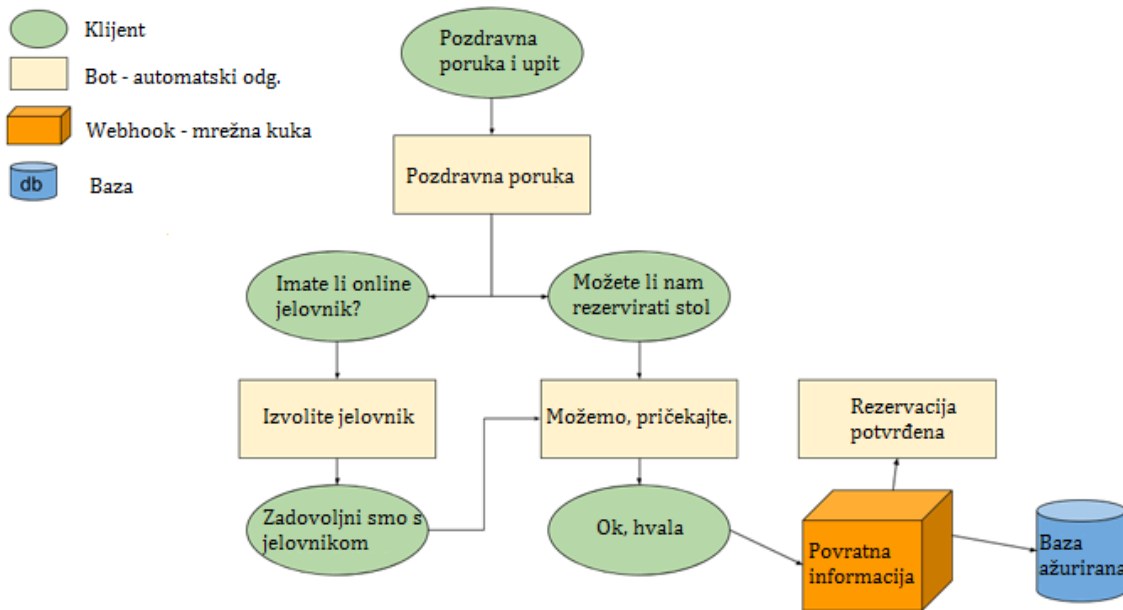 Klijent
Bot - automatski odg.
Webhook - mrežna kuka
db
Baza
Pozdravna
poruka i upit
Pozdravna poruka
Imate li online
jelovnik?
Možete li nam
rezervirati stol
Izvolite jelovnik
Možemo, pričekajte.
Rezervacija
potvrđena
Zadovoljni smo s
jelovnikom
Ok, hvala
Povratna
informacija
Baza
ažurirana